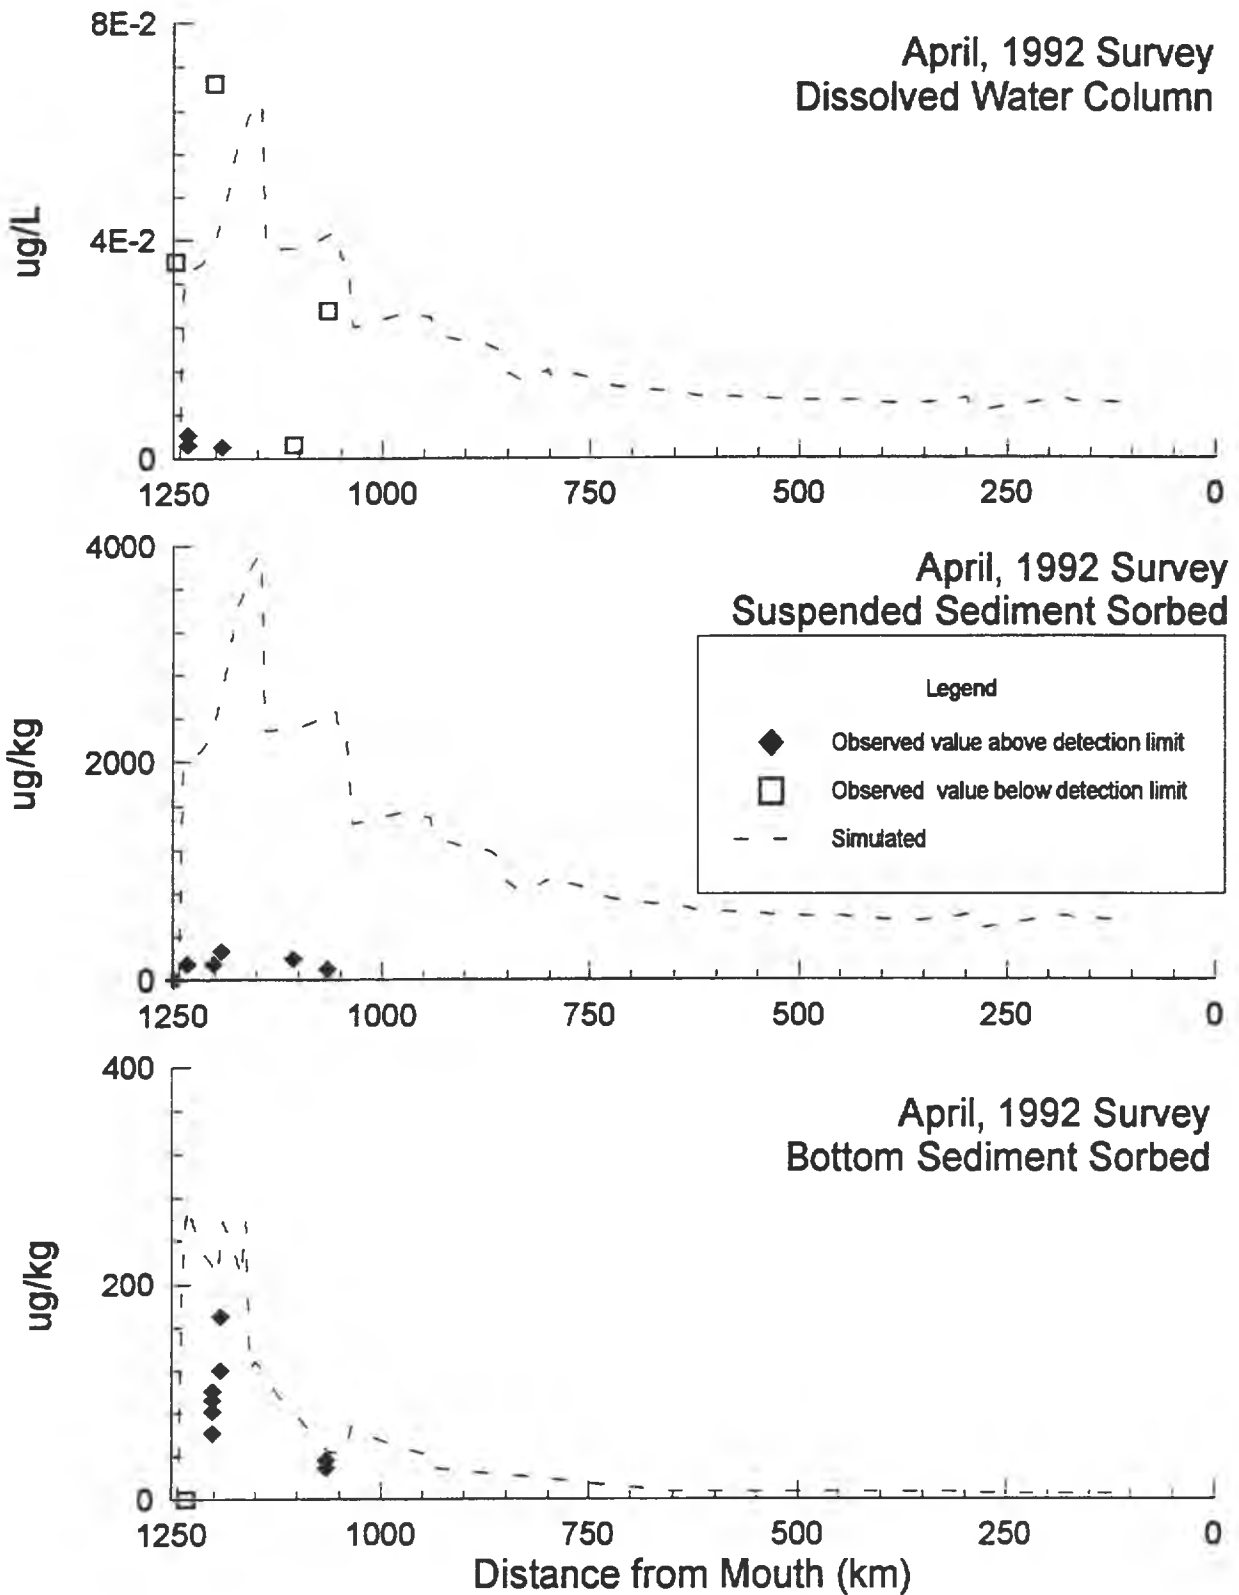 8E-2
April, 1992 Survey
Dissolved Water Column
ug/L
4E-2
0
1250 1000 750 500 250 0
4000
April, 1992 Survey
Suspended Sediment Sorbed
Legend
Observed value above detection limit
Observed value below detection limit
Simulated
ug/kg
2000
0
1250 1000 750 500 250 0
400
April, 1992 Survey
Bottom Sediment Sorbed
ug/kg
200
0
1250 1000 750 500 250 0
Distance from Mouth (km)